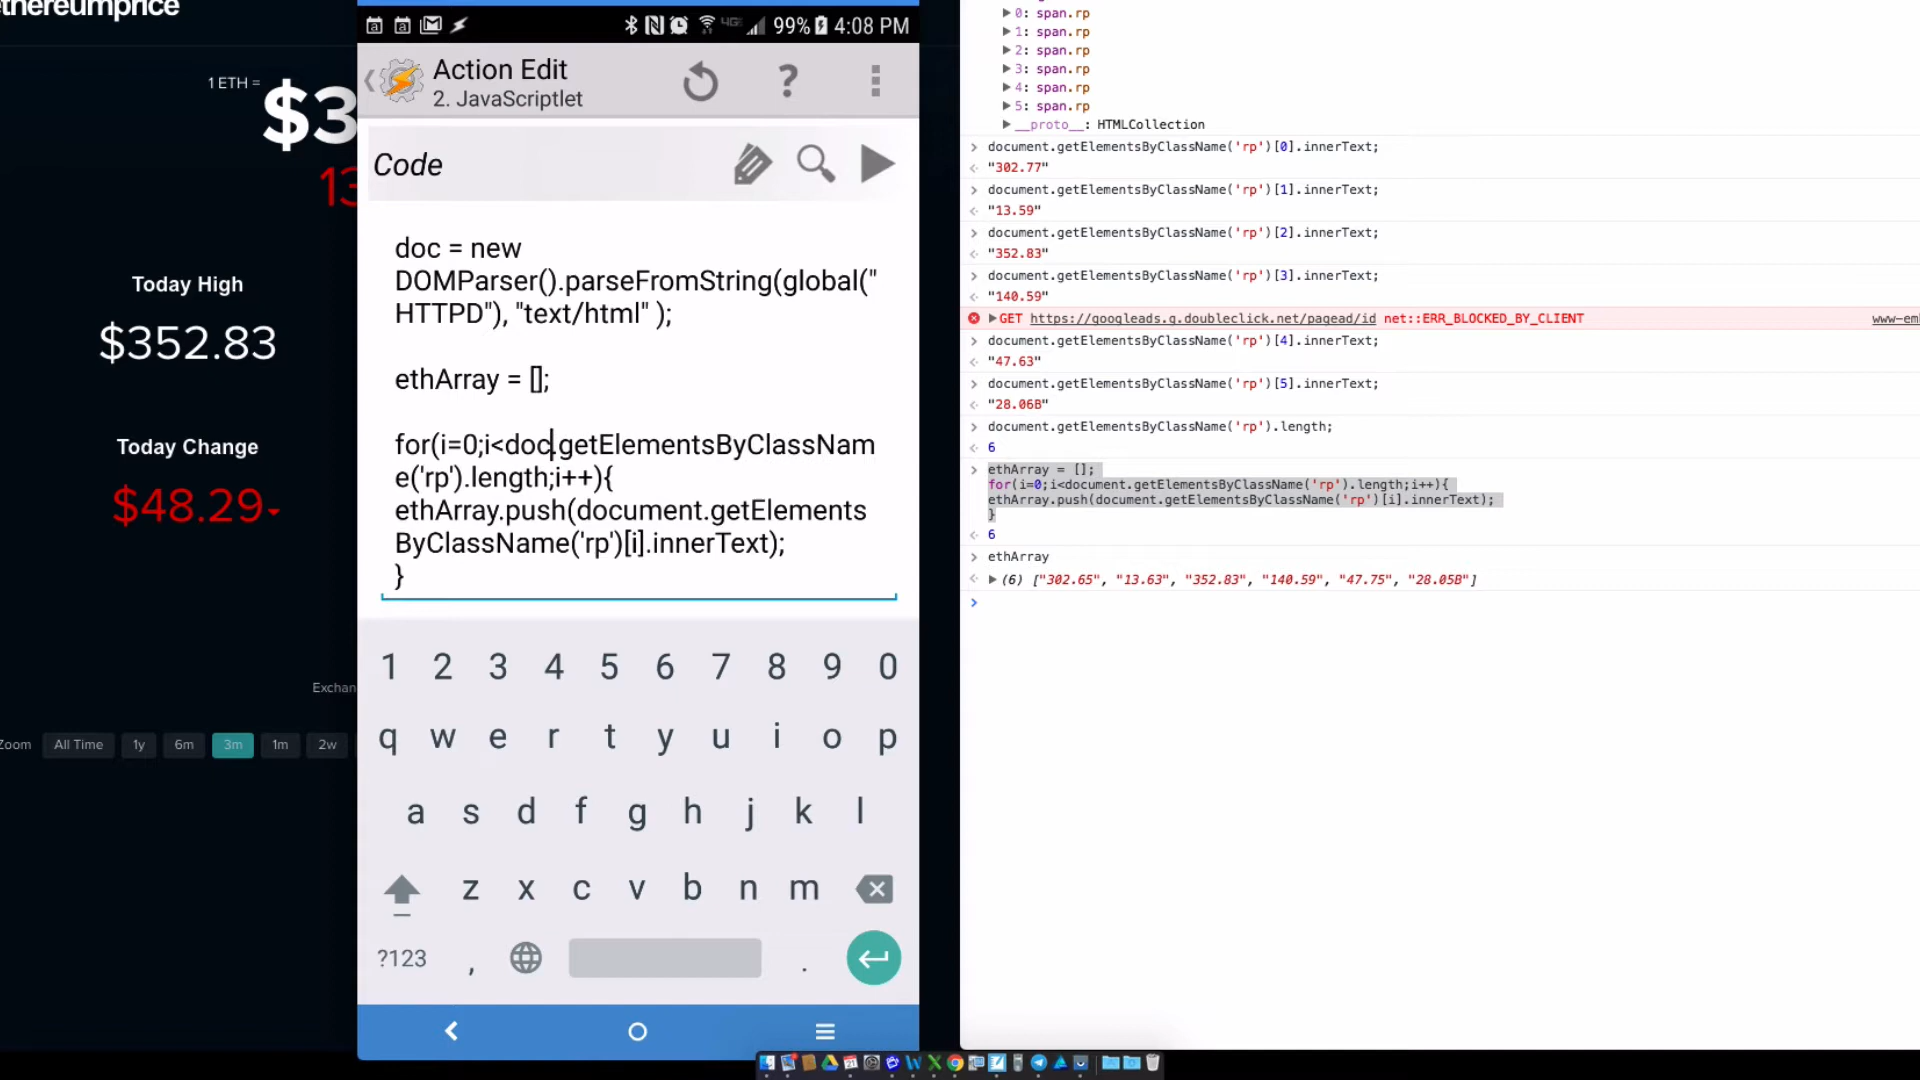 ethereumprice
1 ETH =
$3
13
Today High
$352.83
Today Change
$48.29
Exchan
Zoom
All Time
1y
6m
3m
1m
2w
99%
4:08 PM
Action Edit
2. JavaScriptlet
?
Code
doc = new
DOMParser().parseFromString(global("
HTTPD"), "text/html" );
ethArray = [];
for(i=0;i<doc.getElementsByClassNam
e('rp').length;i++){
ethArray.push(document.getElements
ByClassName('rp')[i].innerText);
}
1 2 3 4 5 6 7 8 9 0
q w e r t y u i o p
a s d f g h j k l
z x c v b n m
?123 , .
0: span.rp
1: span.rp
2: span.rp
3: span.rp
4: span.rp
5: span.rp
__proto__: HTMLCollection
document.getElementsByClassName('rp')[0].innerText;
"302.77"
document.getElementsByClassName('rp')[1].innerText;
"13.59"
document.getElementsByClassName('rp')[2].innerText;
"352.83"
document.getElementsByClassName('rp')[3].innerText;
"140.59"
GET https://googleads.g.doubleclick.net/pagead/id net::ERR_BLOCKED_BY_CLIENT www-em
document.getElementsByClassName('rp')[4].innerText;
"47.63"
document.getElementsByClassName('rp')[5].innerText;
"28.06B"
document.getElementsByClassName('rp').length;
6
ethArray = [];
for(i=0;i<document.getElementsByClassName('rp').length;i++){
ethArray.push(document.getElementsByClassName('rp')[i].innerText);
}
6
ethArray
(6) ["302.65", "13.63", "352.83", "140.59", "47.75", "28.05B"]